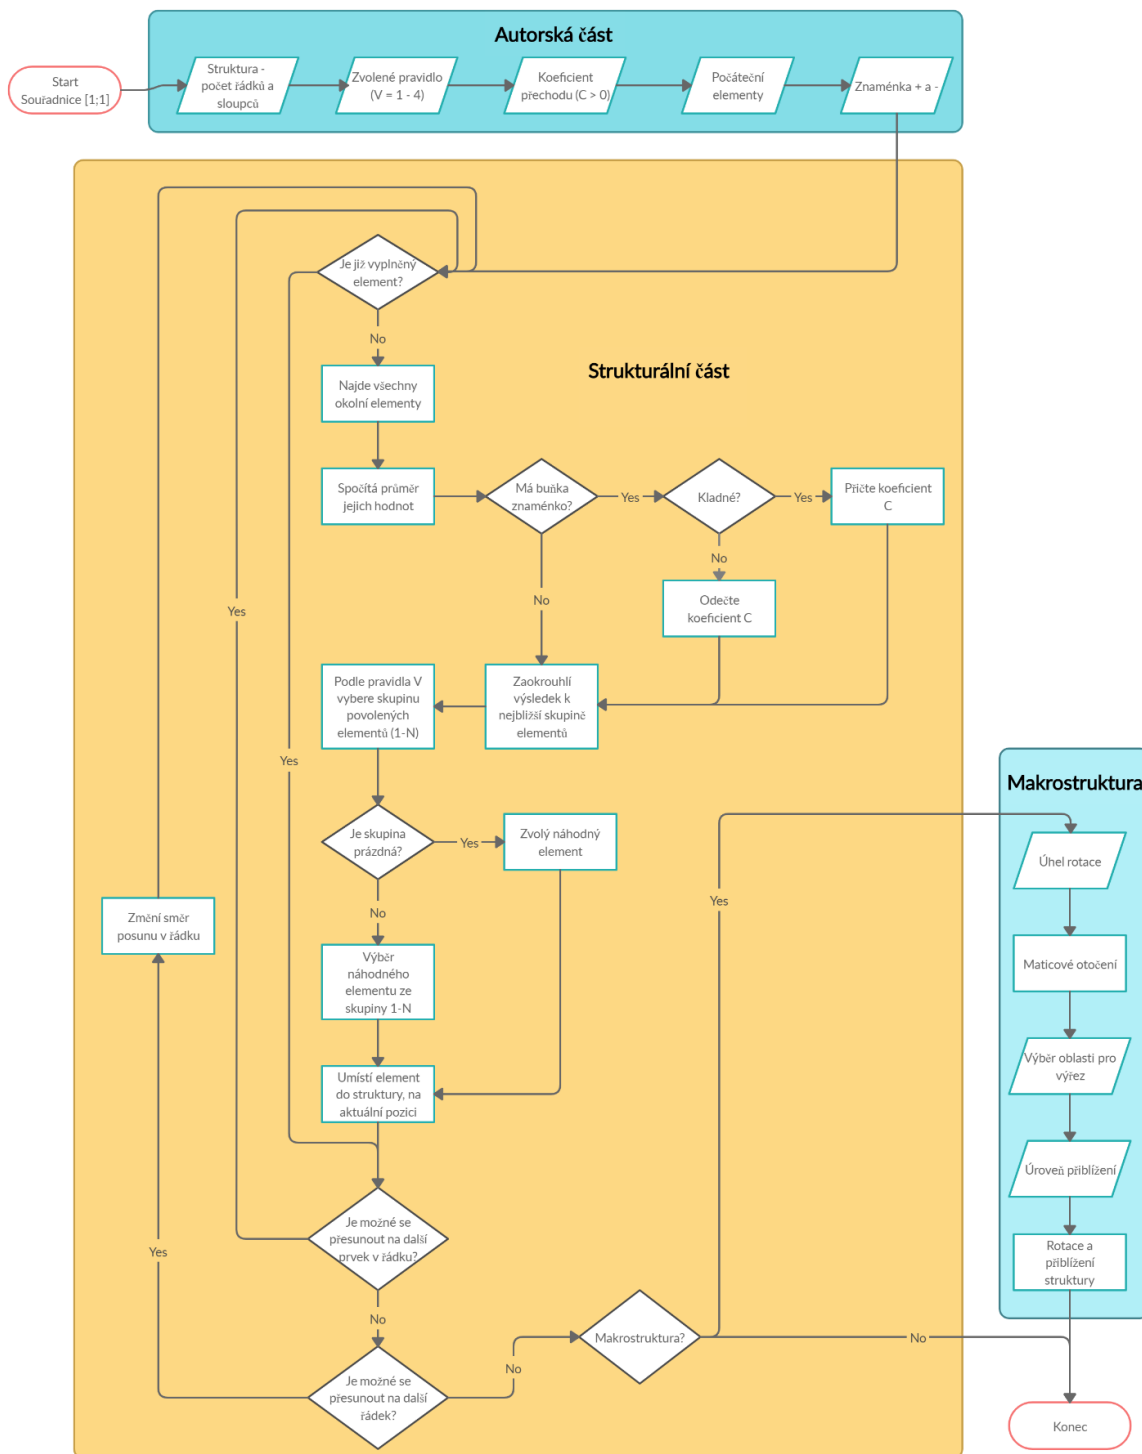 Autorská část
Start
Souřadnice [1;1]
Struktura -
počet řádků a
sloupců
Zvolené pravidlo
(V = 1 - 4)
Koeficient
přechodu (C > 0)
Počáteční
elementy
Znaménka + a -
Strukturální část
Je již vyplněný
element?
No
Najde všechny
okolní elementy
Spočítá průměr
jejich hodnot
Má buňka
znaménko?
Yes
Kladné?
Yes
Přičte koeficient
C
No
Odečte
koeficient C
No
Zaokrouhlí
výsledek k
nejbližší skupině
elementů
Podle pravidla V
vybere skupinu
povolených
elementů (1-N)
Yes
Yes
Je skupina
prázdná?
Yes
Zvolý náhodný
element
No
Výběr
náhodného
elementu ze
skupiny 1-N
Umístí element
do struktury, na
aktuální pozici
Změní směr
posunu v řádku
Je možné se
přesunout na další
prvek v řádku?
Yes
No
Je možné se
přesunout na další
řádek?
No
Makrostruktura?
Yes
No
Makrostruktura
Úhel rotace
Maticové otočení
Výběr oblasti pro
výřez
Úroveň přiblížení
Rotace a
přiblížení
struktury
Konec